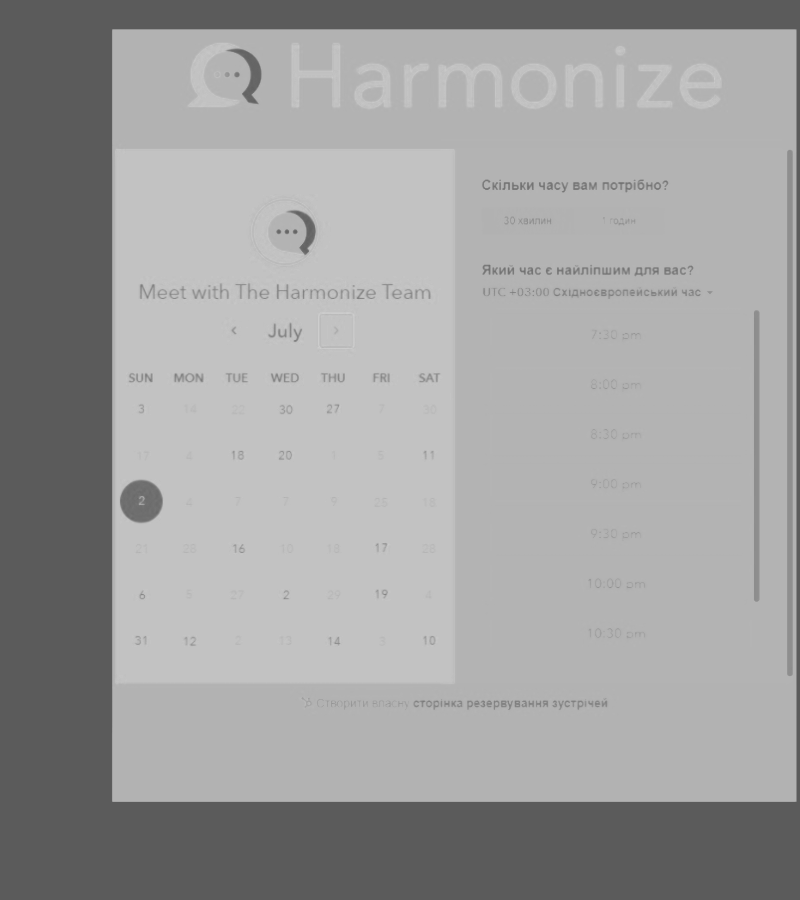 Harmonize
Meet with The Harmonize Team
July
SUN MON TUE WED THU FRI SAT
3 14 22 30 27 7 30
17 4 18 20 1 5 11
2 4 7 7 9 25 18
21 28 16 10 18 17 28
6 5 27 2 29 19 4
31 12 2 13 14 3 10
Скільки часу вам потрібно?
30 хвилин 1 годин
Який час є найліпшим для вас?
UTC +03:00 Східноєвропейський час
7:30 pm
8:00 pm
8:30 pm
9:00 pm
9:30 pm
10:00 pm
10:30 pm
Створити власну сторінка резервування зустрічей